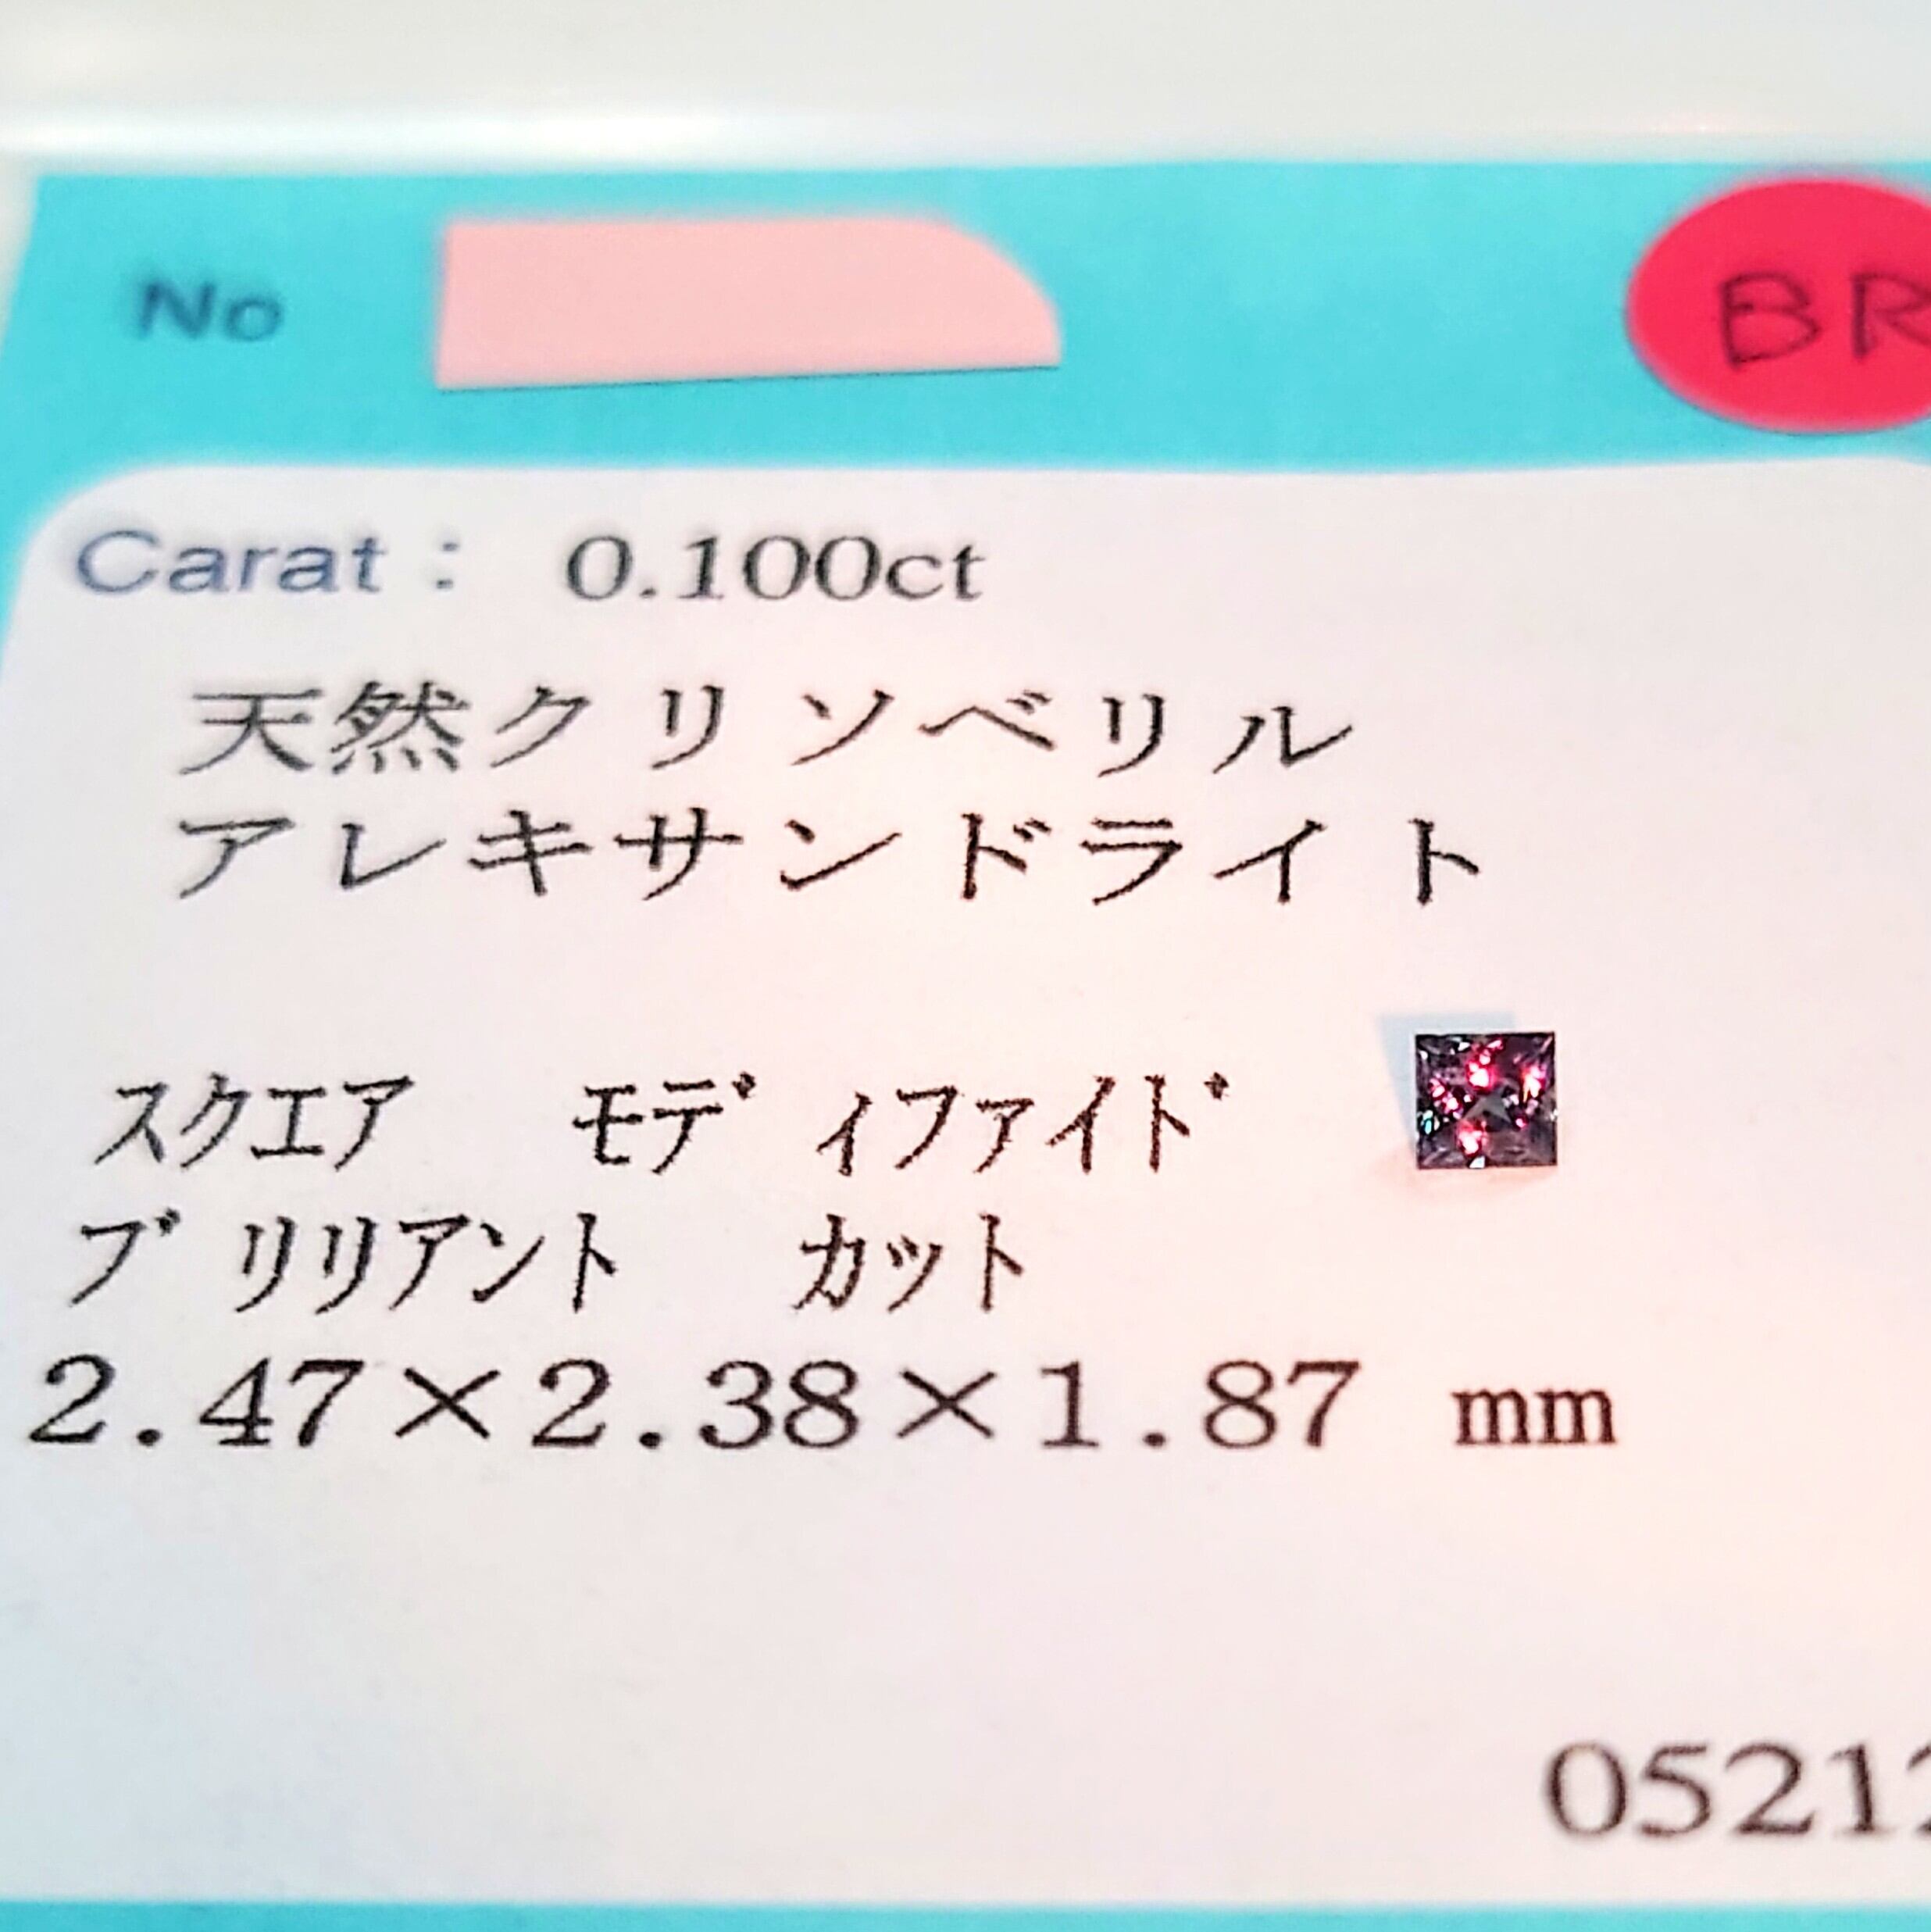 No BR
Carat : 0.100ct
天然クリソベリル
アレキサンドライト
スクエア モディファイド
ブリリアント カット
2.47×2.38×1.87 mm
05212